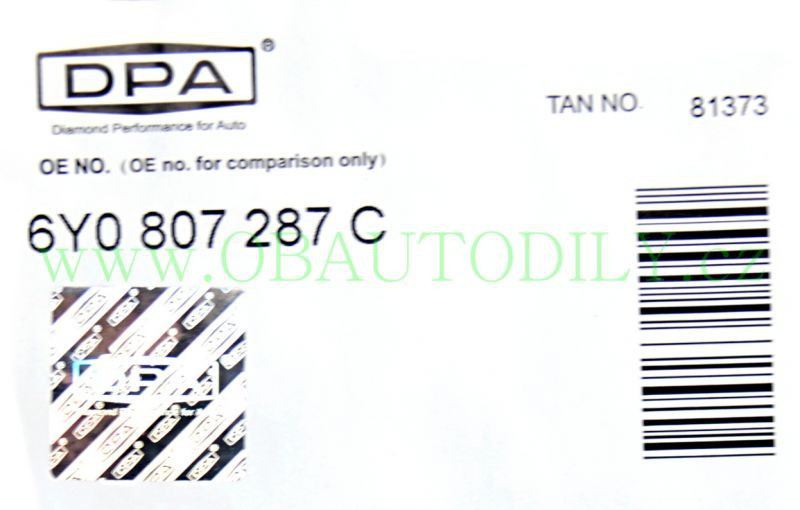 DPA®
Diamond Performance for Auto
TAN NO. 81373
OE NO. (OE no. for comparison only)
6Y0 807 287 C
www.OBAUTODILY.cz
DPA